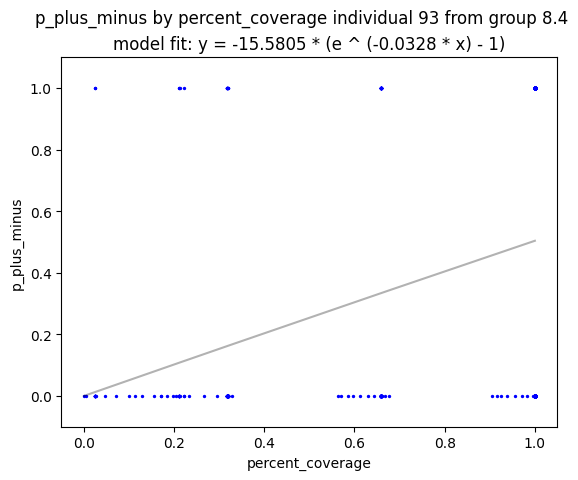 p_plus_minus by percent_coverage individual 93 from group 8.4
model fit: y = -15.5805 * (e ^ (-0.0328 * x) - 1)
1.0
0.8
0.6
0.4
0.2
0.0
p_plus_minus
0.0 0.2 0.4 0.6 0.8 1.0
percent_coverage